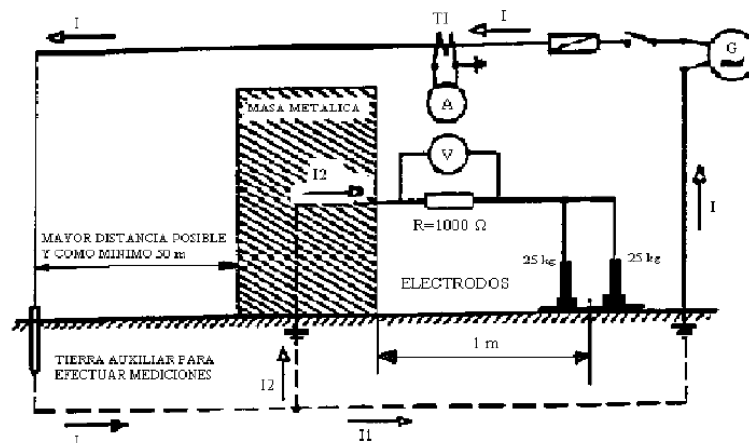 I
TI
I
G
A
MASA METALICA
V
I2
R=1000 Ω
I
MAYOR DISTANCIA POSIBLE
Y COMO MINIMO 50 m
25 kg
25 kg
ELECTRODOS
TIERRA AUXILIAR PARA
EFECTUAR MEDICIONES
I2
1 m
I
I1